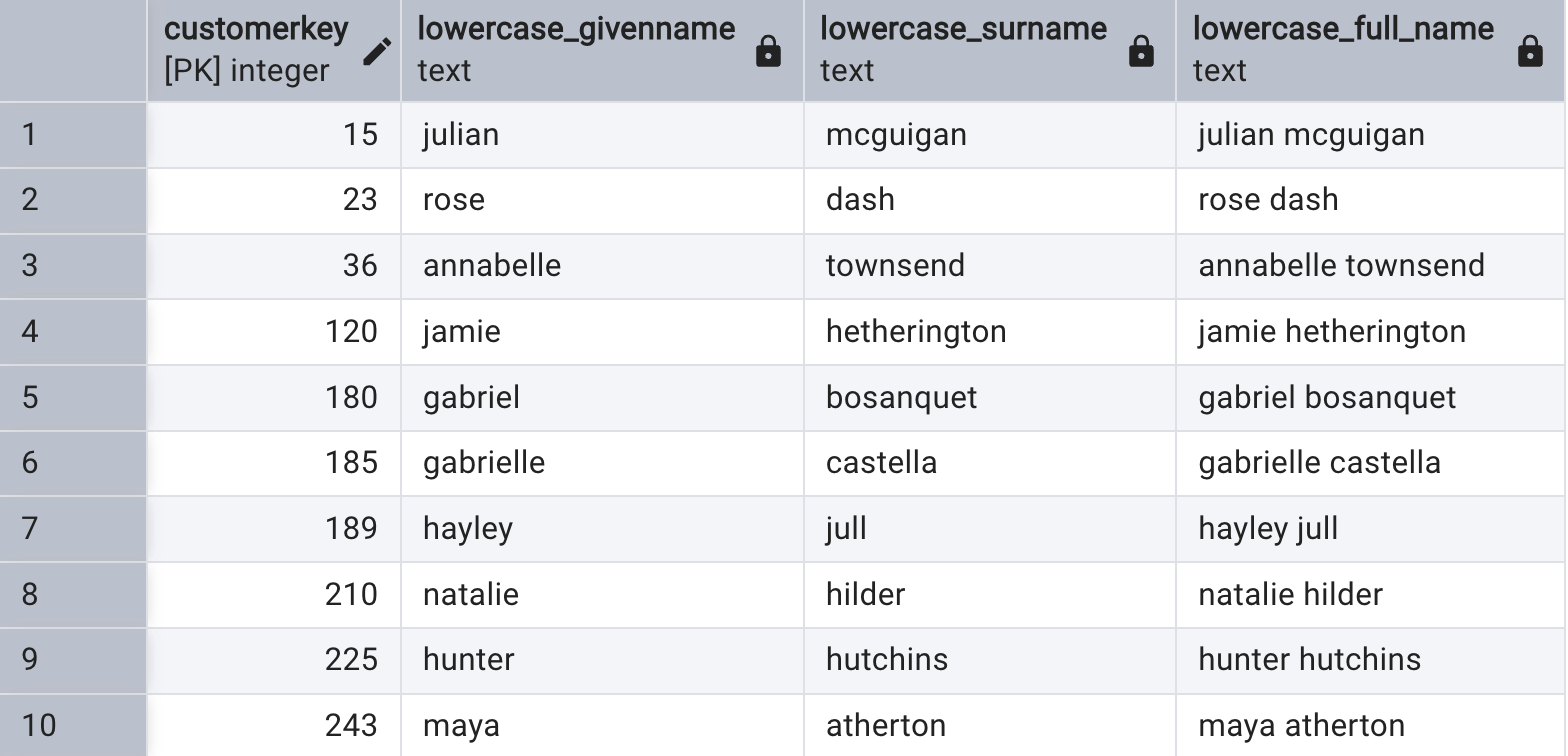 customerkey lowercase_givenname lowercase_surname lowercase_full_name
[PK] integer text text text
1 15 julian mcguigan julian mcguigan
2 23 rose dash rose dash
3 36 annabelle townsend annabelle townsend
4 120 jamie hetherington jamie hetherington
5 180 gabriel bosanquet gabriel bosanquet
6 185 gabrielle castella gabrielle castella
7 189 hayley jull hayley jull
8 210 natalie hilder natalie hilder
9 225 hunter hutchins hunter hutchins
10 243 maya atherton maya atherton